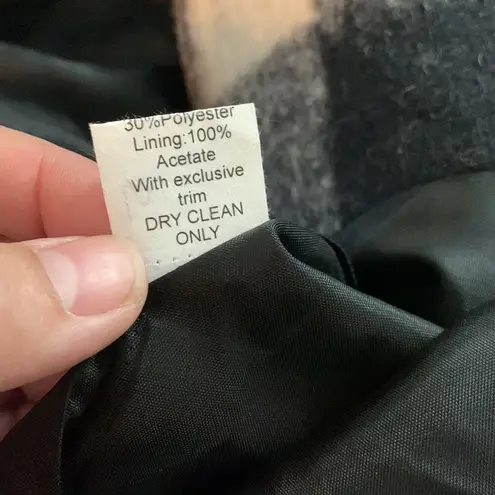 30%Polyester
Lining:100%
Acetate
With exclusive
trim
DRY CLEAN
ONLY